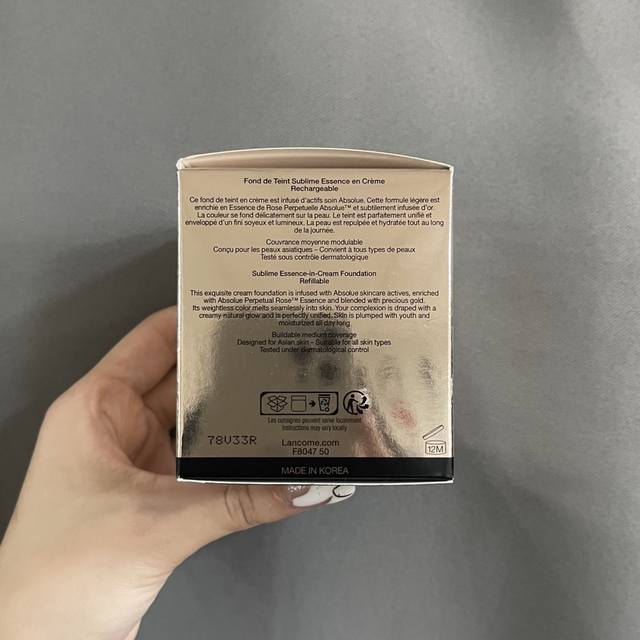 Fond de Teint Sublime Essence en Crème
Rechargeable
Ce fond de teint en crème est infusé d'actifs soin Absolue. Cette formule légère est
enrichie en Essence de Rose Perpetuelle Absolue™ et subtilement infusée d'or.
La couleur se fond délicatement sur la peau. Le teint est parfaitement unifié et
enveloppé d'un fini soyeux et lumineux. La peau est repulpée et hydratée tout au long
de la journée.
Couvrance moyenne modulable
Conçu pour les peaux asiatiques – Convient à tous types de peaux
Testé sous contrôle dermatologique
Sublime Essence-in-Cream Foundation
Refillable
This exquisite cream foundation is infused with Absolue skincare actives, enriched
with Absolue Perpetual Rose™ Essence and blended with precious gold.
Its weightless color melts seamlessly into skin. Your complexion is draped with a
creamy natural glow and is perfectly unified. Skin is plumped with youth and
moisturized all day long.
Buildable medium coverage
Designed for Asian skin – Suitable for all skin types
Tested under dermatological control
Les consignes peuvent varier localement
Instructions may vary locally
78V33R
Lancome.com
F8047 50
12M
MADE IN KOREA